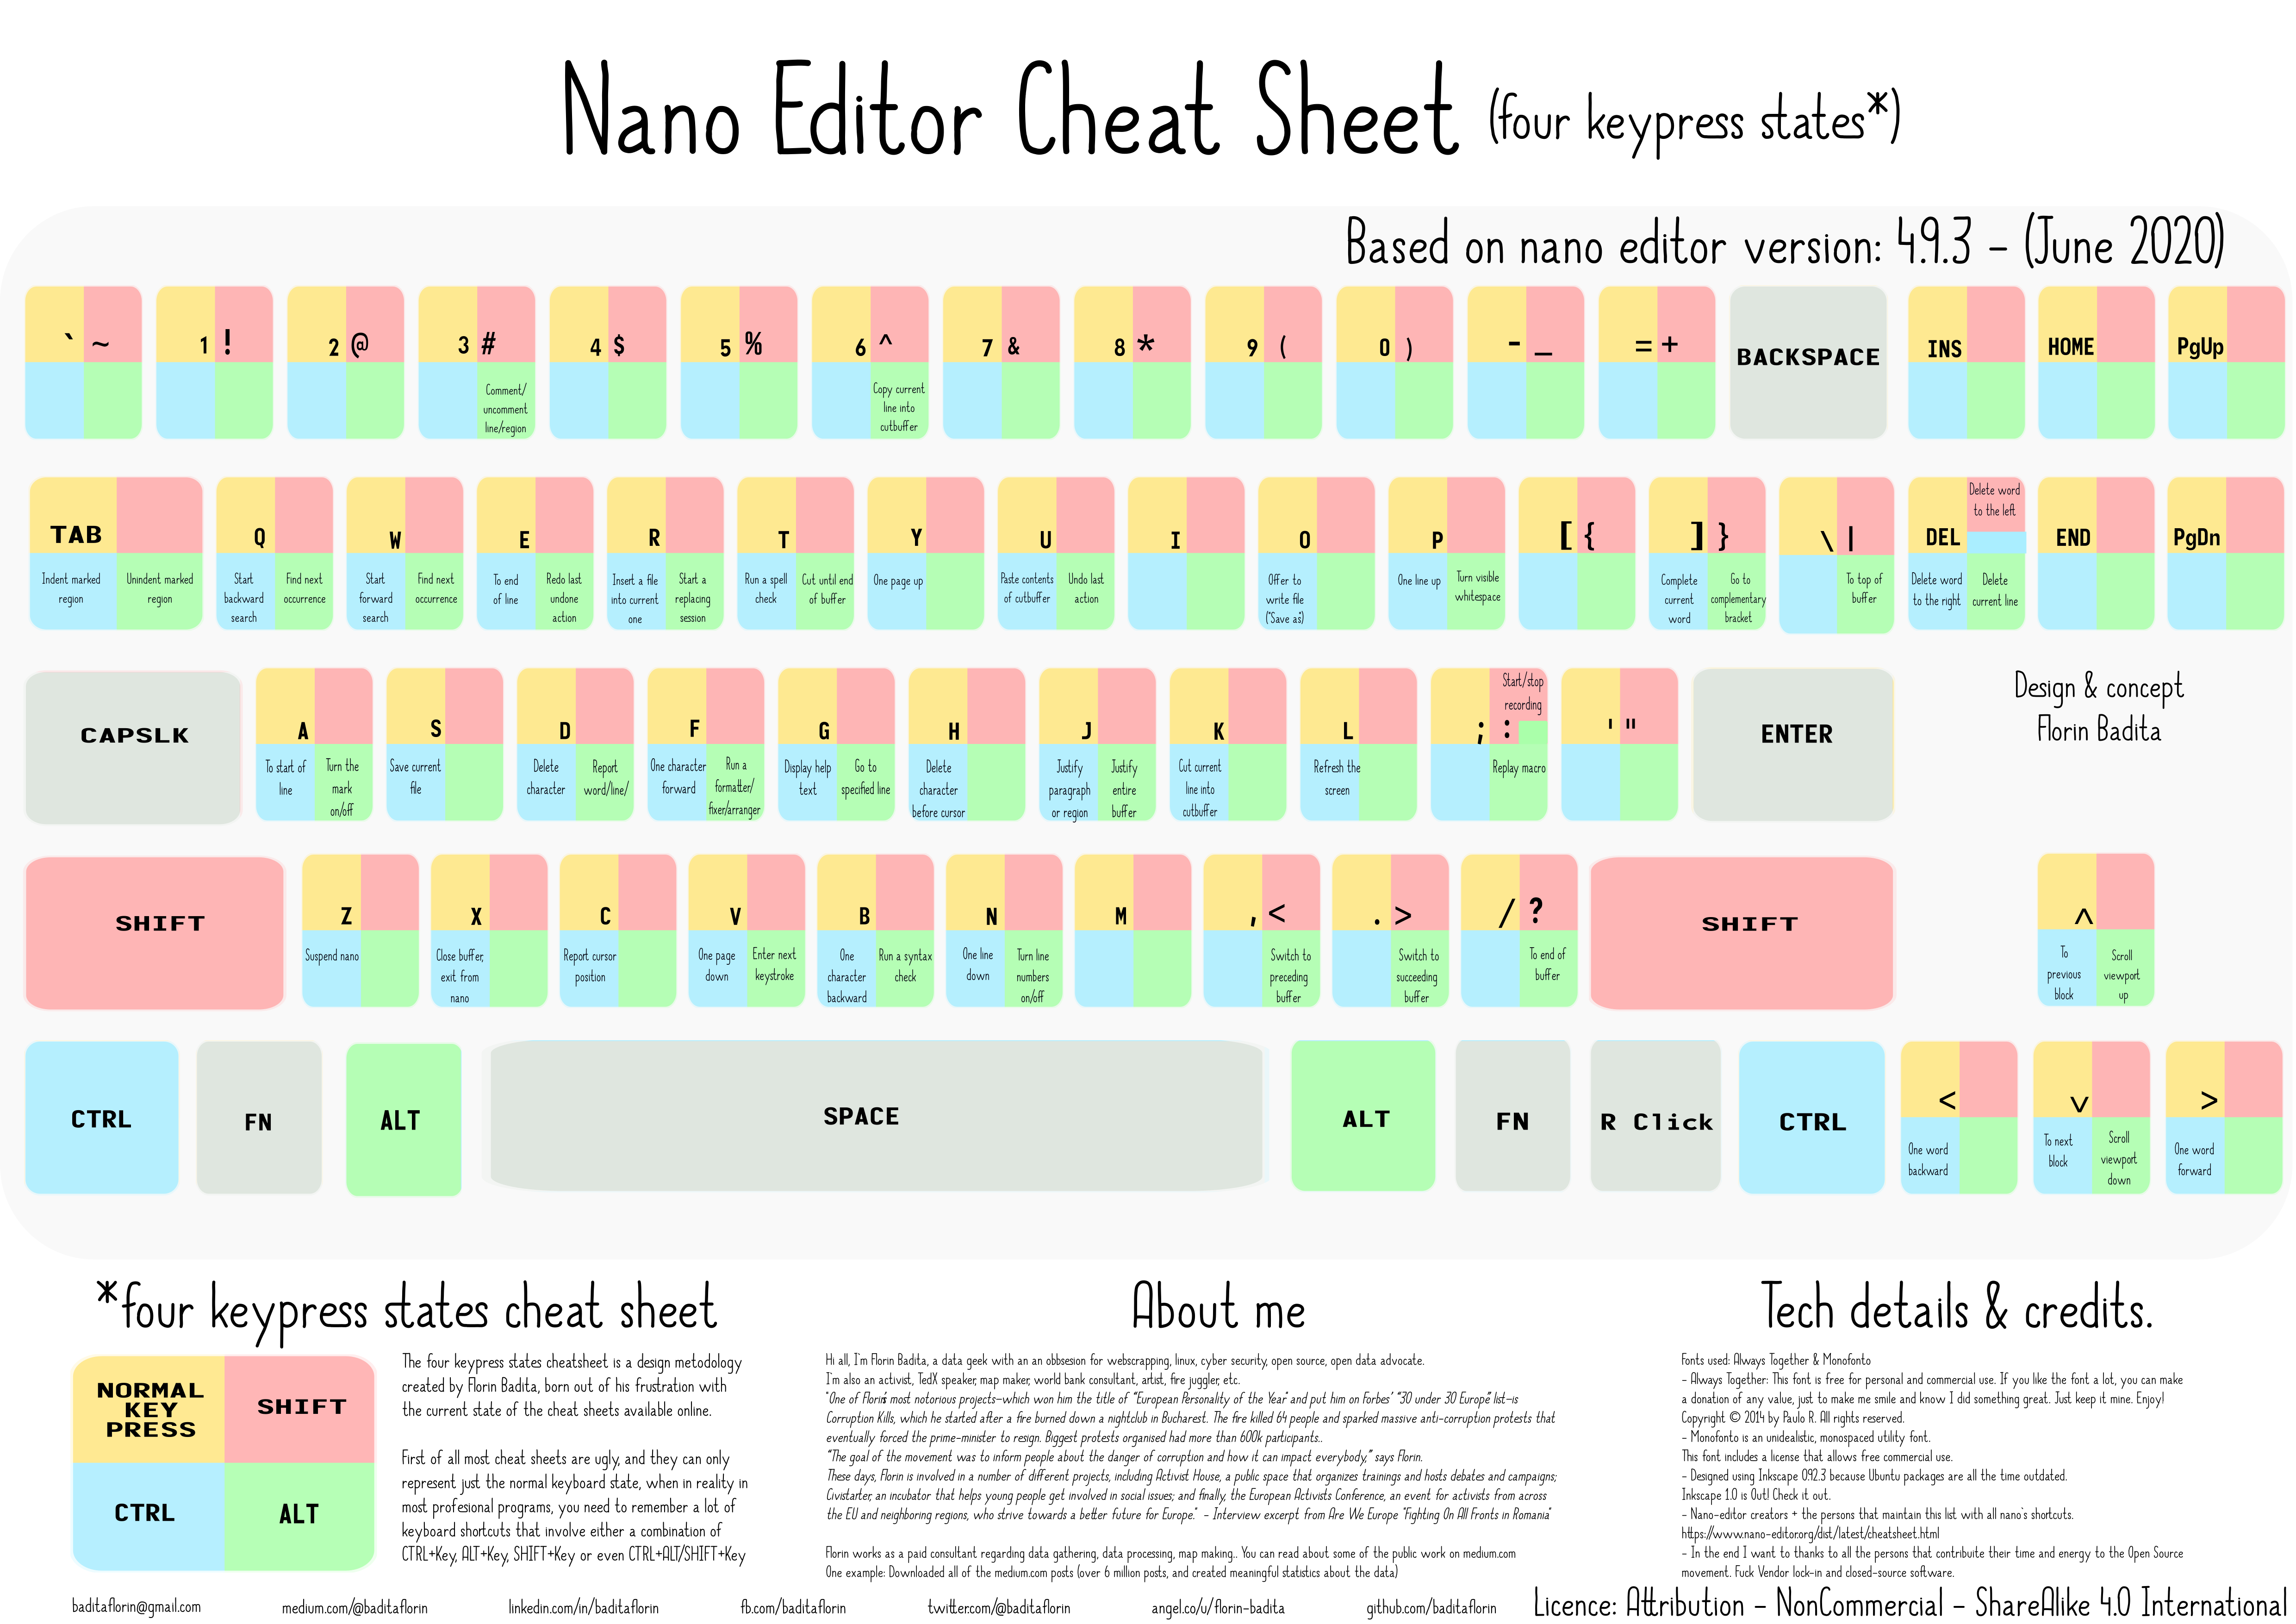 Nano Editor Cheat Sheet (four keypress states*)
Based on nano editor version: 4.9.3 - (June 2020)
` ~
1 !
2 @
3 #
Comment/
uncomment
line/region
4 $
5 %
6 ^
Copy current
line into
cutbuffer
7 &
8 *
9 (
0 )
- _
= +
BACKSPACE
INS
HOME
PgUp
TAB
Indent marked
region
Unindent marked
region
Q
Start
backward
search
Find next
occurrence
W
Start
forward
search
Find next
occurrence
E
To end
of line
Redo last
undone
action
R
Insert a file
into current
one
Start a
replacing
session
T
Run a spell
check
Cut until end
of buffer
Y
One page up
U
Paste contents
of cutbuffer
Undo last
action
I
O
Offer to
write file
("Save as)
P
One line up
Turn visible
whitespace
[ {
] }
Complete
current
word
Go to
complementary
bracket
\ |
To top of
buffer
DEL
Delete word
to the left
Delete word
to the right
Delete
current line
END
PgDn
CAPSLK
A
To start of
line
Turn the
mark
on/off
S
Save current
file
D
Delete
character
Report
word/line/
F
One character
forward
Run a
formatter/
fixer/arranger
G
Display help
text
Go to
specified line
H
Delete
character
before cursor
J
Justify
paragraph
or region
Justify
entire
buffer
K
Cut current
line into
cutbuffer
L
Refresh the
screen
; :
Start/stop
recording
Replay macro
' "
ENTER
Design & concept
Florin Badita
SHIFT
Z
Suspend nano
X
Close buffer,
exit from
nano
C
Report cursor
position
V
One page
down
Enter next
keystroke
B
One
character
backward
Run a syntax
check
N
One line
down
Turn line
numbers
on/off
M
, <
Switch to
preceding
buffer
. >
Switch to
succeeding
buffer
/ ?
To end of
buffer
SHIFT
^
To
previous
block
Scroll
viewport
up
CTRL
FN
ALT
SPACE
ALT
FN
R Click
CTRL
<
One word
backward
v
To next
block
Scroll
viewport
down
>
One word
forward
*four keypress states cheat sheet
NORMAL
KEY
PRESS
SHIFT
CTRL
ALT
The four keypress states cheatsheet is a design metodology
created by Florin Badita, born out of his frustration with
the current state of the cheat sheets available online.
First of all most cheat sheets are ugly, and they can only
represent just the normal keyboard state, when in reality in
most profesional programs, you need to remember a lot of
keyboard shortcuts that involve either a combination of
CTRL+Key, ALT+Key, SHIFT+Key or even CTRL+ALT/SHIFT+Key
About me
Hi all, I'm Florin Badita, a data geek with an an obbsesion for webscrapping, linux, cyber security, open source, open data advocate.
I'm also an activist, TedX speaker, map maker, world bank consultant, artist, fire juggler, etc.
"One of Florin's most notorious projects—which won him the title of "European Personality of the Year" and put him on Forbes' "30 under 30 Europe" list—is
Corruption Kills, which he started after a fire burned down a nightclub in Bucharest. The fire killed 64 people and sparked massive anti-corruption protests that
eventually forced the prime-minister to resign. Biggest protests organised had more than 600k participants..
"The goal of the movement was to inform people about the danger of corruption and how it can impact everybody," says Florin.
These days, Florin is involved in a number of different projects, including Activist House, a public space that organizes trainings and hosts debates and campaigns;
Civistarter, an incubator that helps young people get involved in social issues; and finally, the European Activists Conference, an event for activists from across
the EU and neighboring regions, who strive towards a better future for Europe." - Interview excerpt from Are We Europe "Fighting On All Fronts in Romania"
Florin works as a paid consultant regarding data gathering, data processing, map making.. You can read about some of the public work on medium.com
One example: Downloaded all of the medium.com posts (over 6 million posts, and created meaningful statistics about the data)
Tech details & credits.
Fonts used: Always Together & Monofonto
- Always Together: This font is free for personal and commercial use. If you like the font a lot, you can make
a donation of any value, just to make me smile and know I did something great. Just keep it mine. Enjoy!
Copyright © 2014 by Paulo R. All rights reserved.
- Monofonto is an unidealistic, monospaced utility font.
This font includes a license that allows free commercial use.
- Designed using Inkscape 0.92.3 because Ubuntu packages are all the time outdated.
Inkscape 1.0 is Out! Check it out.
- Nano-editor creators + the persons that maintain this list with all nano's shortcuts.
https://www.nano-editor.org/dist/latest/cheatsheet.html
- In the end I want to thanks to all the persons that contribuite their time and energy to the Open Source
movement. Fuck Vendor lock-in and closed-source software.
baditaflorin@gmail.com
medium.com/@baditaflorin
linkedin.com/in/baditaflorin
fb.com/baditaflorin
twitter.com/@baditaflorin
angel.co/u/florin-badita
github.com/baditaflorin
Licence: Attribution - NonCommercial - ShareAlike 4.0 International